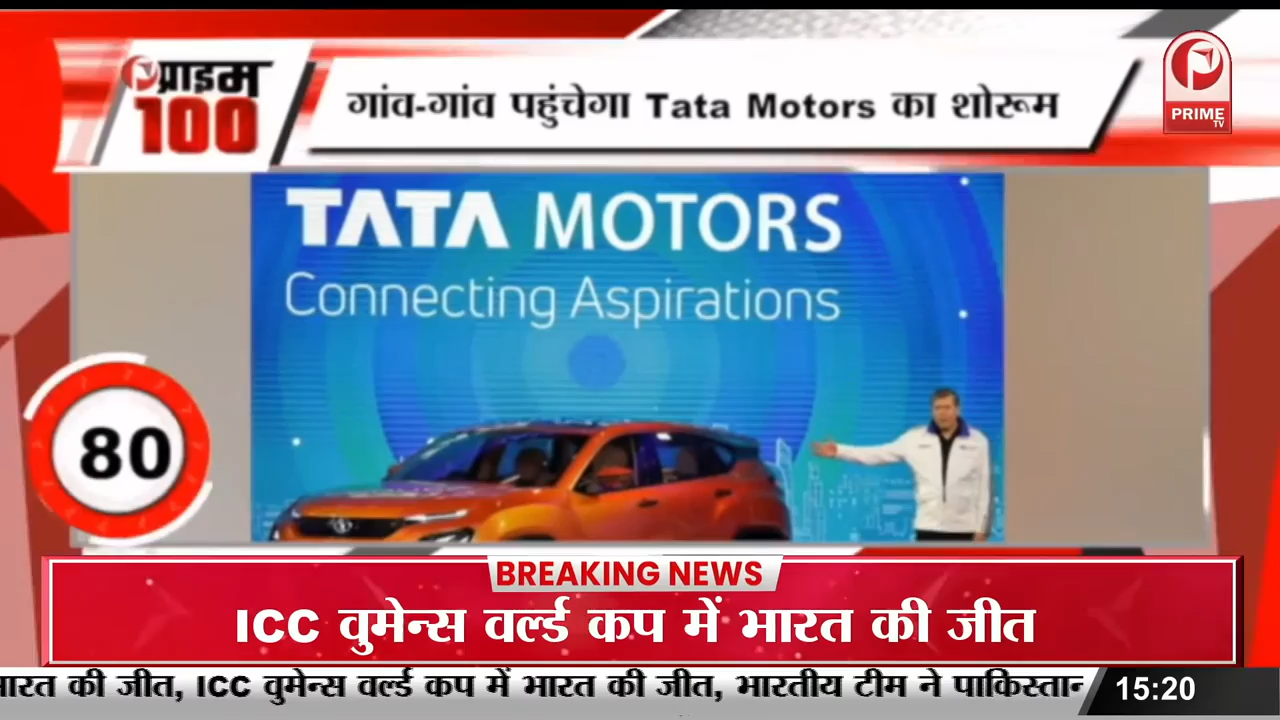 प्राइम
100
गांव-गांव पहुंचेगा Tata Motors का शोरूम
PRIME
TV
TATA MOTORS
Connecting Aspirations
80
BREAKING NEWS
ICC वुमेन्स वर्ल्ड कप में भारत की जीत
भारत की जीत, ICC वुमेन्स वर्ल्ड कप में भारत की जीत, भारतीय टीम ने पाकिस्तान
15:20